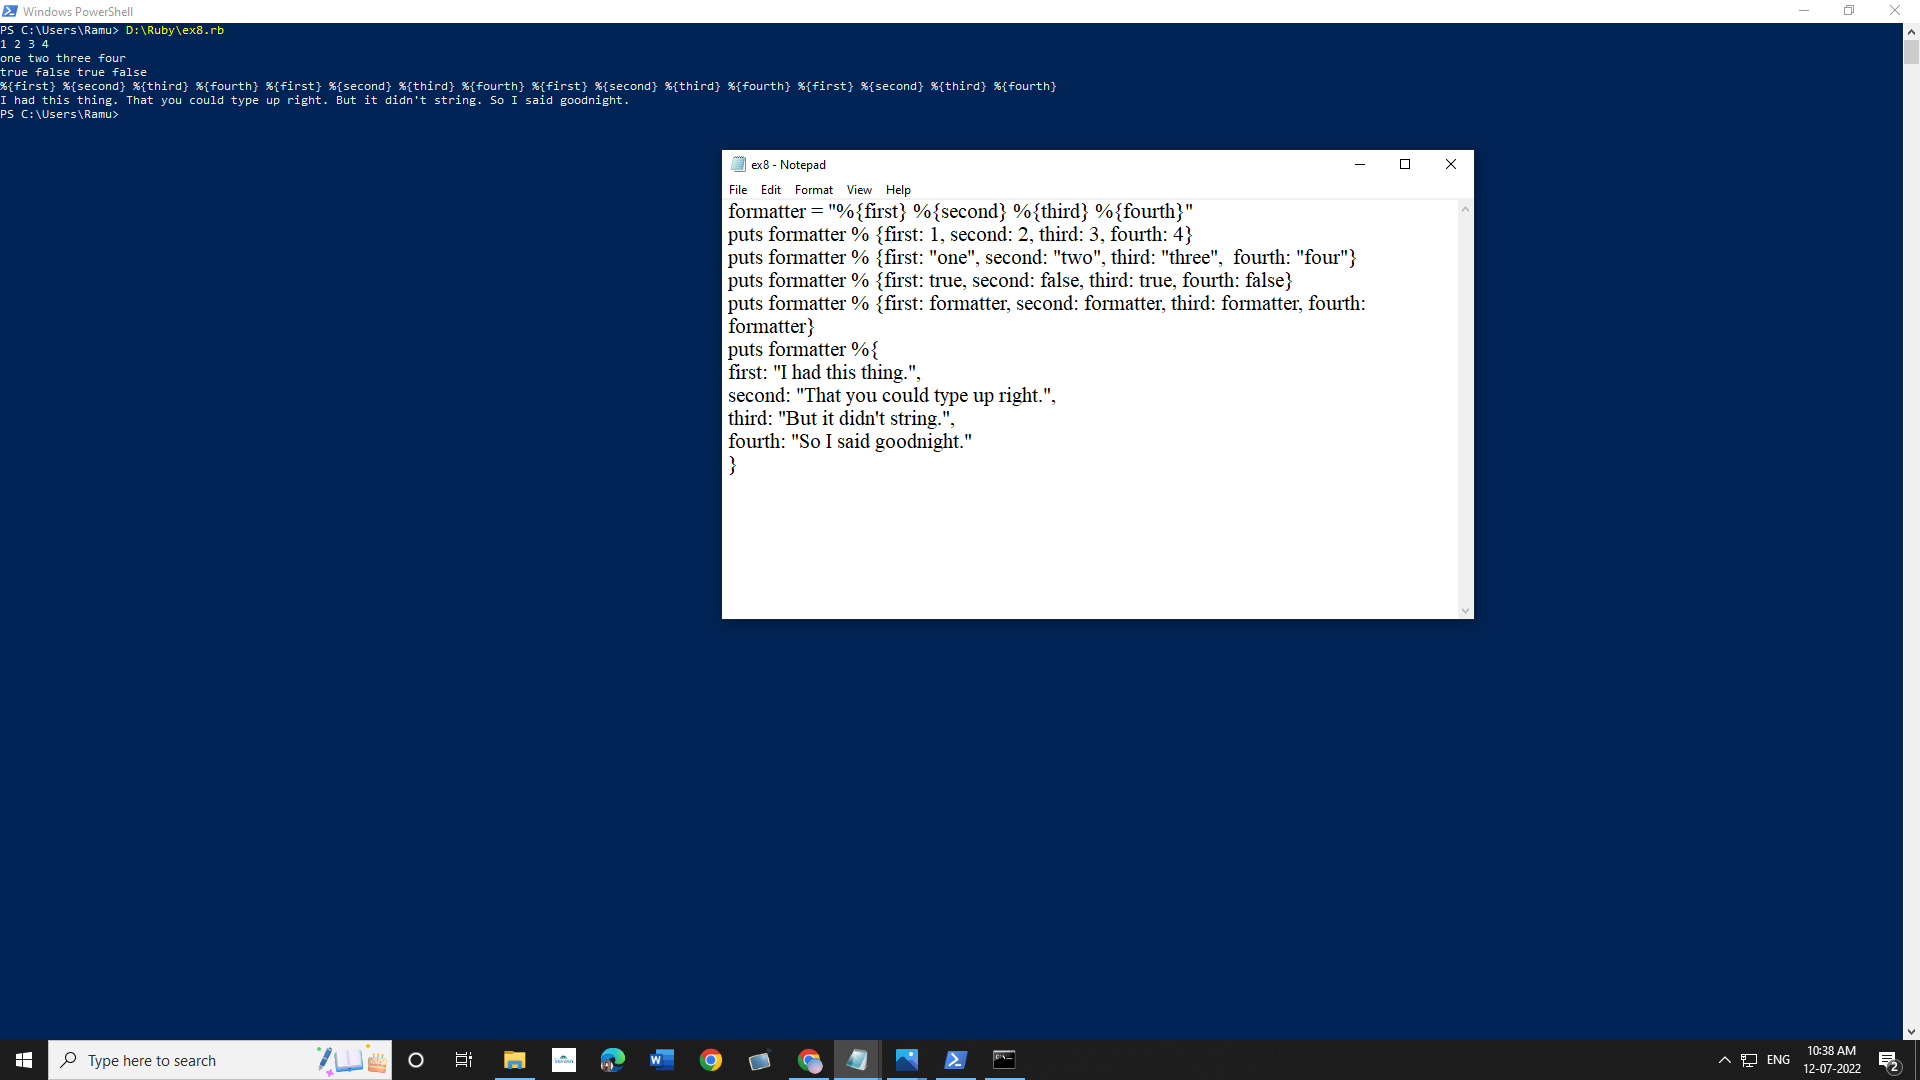 Windows PowerShell
PS C:\Users\Ramu> D:\Ruby\ex8.rb
1 2 3 4
one two three four
true false true false
%{first} %{second} %{third} %{fourth} %{first} %{second} %{third} %{fourth} %{first} %{second} %{third} %{fourth} %{first} %{second} %{third} %{fourth}
I had this thing. That you could type up right. But it didn't string. So I said goodnight.
PS C:\Users\Ramu>
ex8 - Notepad
File Edit Format View Help
formatter = "%{first} %{second} %{third} %{fourth}"
puts formatter % {first: 1, second: 2, third: 3, fourth: 4}
puts formatter % {first: "one", second: "two", third: "three",  fourth: "four"}
puts formatter % {first: true, second: false, third: true, fourth: false}
puts formatter % {first: formatter, second: formatter, third: formatter, fourth:
formatter}
puts formatter %{
first: "I had this thing.",
second: "That you could type up right.",
third: "But it didn't string.",
fourth: "So I said goodnight."
}
Type here to search
ENG
10:38 AM
12-07-2022
2